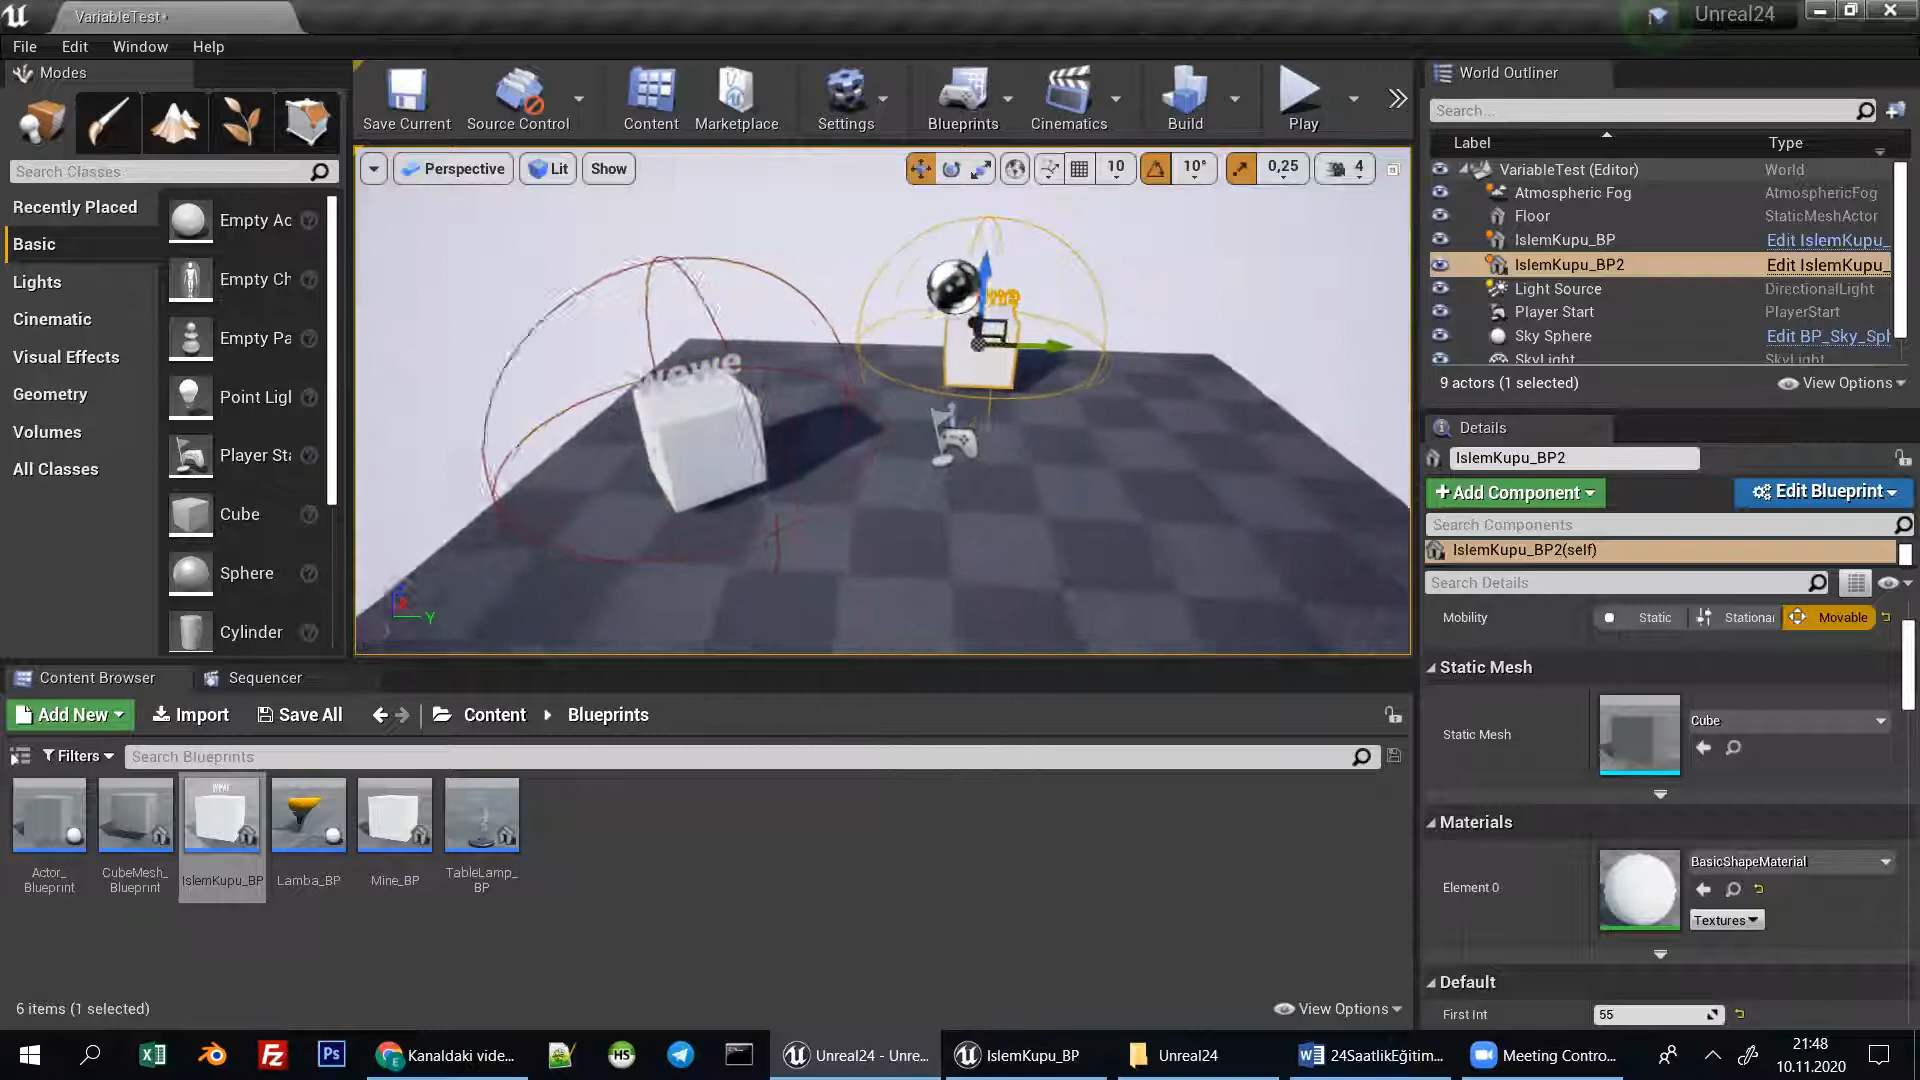 VariableTest*
Unreal24
File Edit Window Help
Modes
Search Classes
Recently Placed
Basic
Lights
Cinematic
Visual Effects
Geometry
Volumes
All Classes
Empty Ac
Empty Ch
Empty Pa
Point Ligl
Player Sta
Cube
Sphere
Cylinder
Save Current
Source Control
Content
Marketplace
Settings
Blueprints
Cinematics
Build
Play
Perspective
Lit
Show
10
10°
0,25
4
wewe
Y
World Outliner
Search...
Label Type
VariableTest (Editor) World
Atmospheric Fog AtmosphericFog
Floor StaticMeshActor
IslemKupu_BP Edit IslemKupu_
IslemKupu_BP2 Edit IslemKupu_
Light Source DirectionalLight
Player Start PlayerStart
Sky Sphere Edit BP_Sky_Spl
SkyLight SkyLight
9 actors (1 selected) View Options
Details
IslemKupu_BP2
+Add Component Edit Blueprint
Search Components
IslemKupu_BP2(self)
Search Details
Mobility Static Stationa Movable
Static Mesh
Static Mesh Cube
Materials
Element 0 BasicShapeMaterial
Textures
Default
First Int 55
Content Browser Sequencer
Add New Import Save All Content Blueprints
Filters Search Blueprints
Actor_
Blueprint
CubeMesh_
Blueprint
IslemKupu_BP
Lamba_BP
Mine_BP
TableLamp_
BP
6 items (1 selected) View Options
Kanaldaki vide...
Unreal24 - Unre...
IslemKupu_BP
Unreal24
24SaatlikEğitim...
Meeting Contro...
21:48
10.11.2020